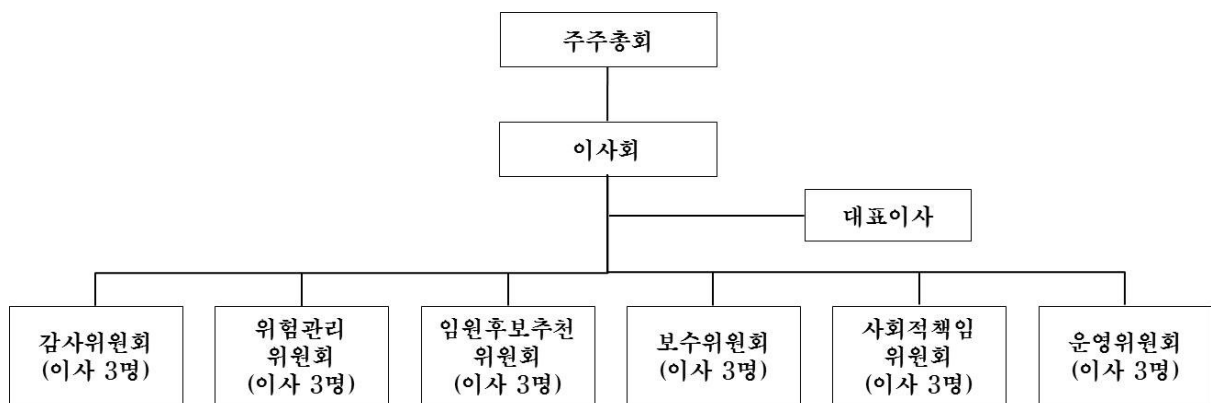 주주총회
이사회
대표이사
감사위원회
(이사 3명)
위험관리
위원회
(이사 3명)
임원후보추천
위원회
(이사 3명)
보수위원회
(이사 3명)
사회적책임
위원회
(이사 3명)
운영위원회
(이사 3명)